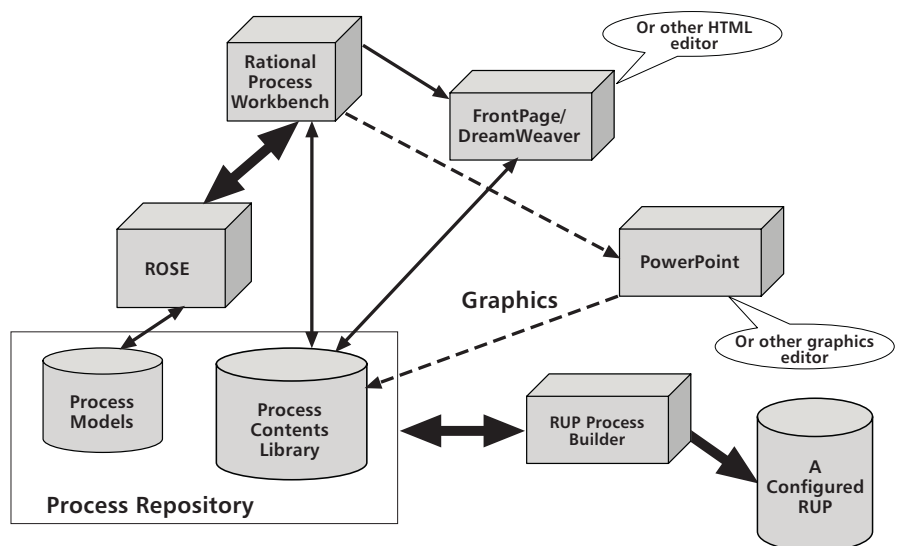 Or other HTML
editor
Rational
Process
Workbench
FrontPage/
DreamWeaver
ROSE
PowerPoint
Graphics
Or other graphics
editor
Process
Models
Process
Contents
Library
RUP Process
Builder
A
Configured
RUP
Process Repository